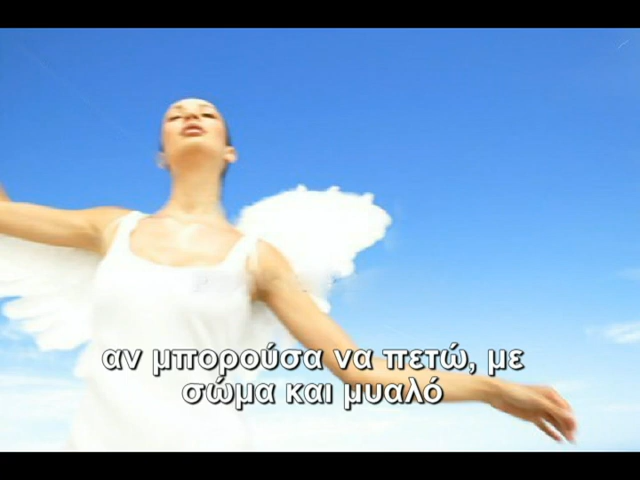 αν μπορούσα να πετώ, με
σώμα και μυαλό